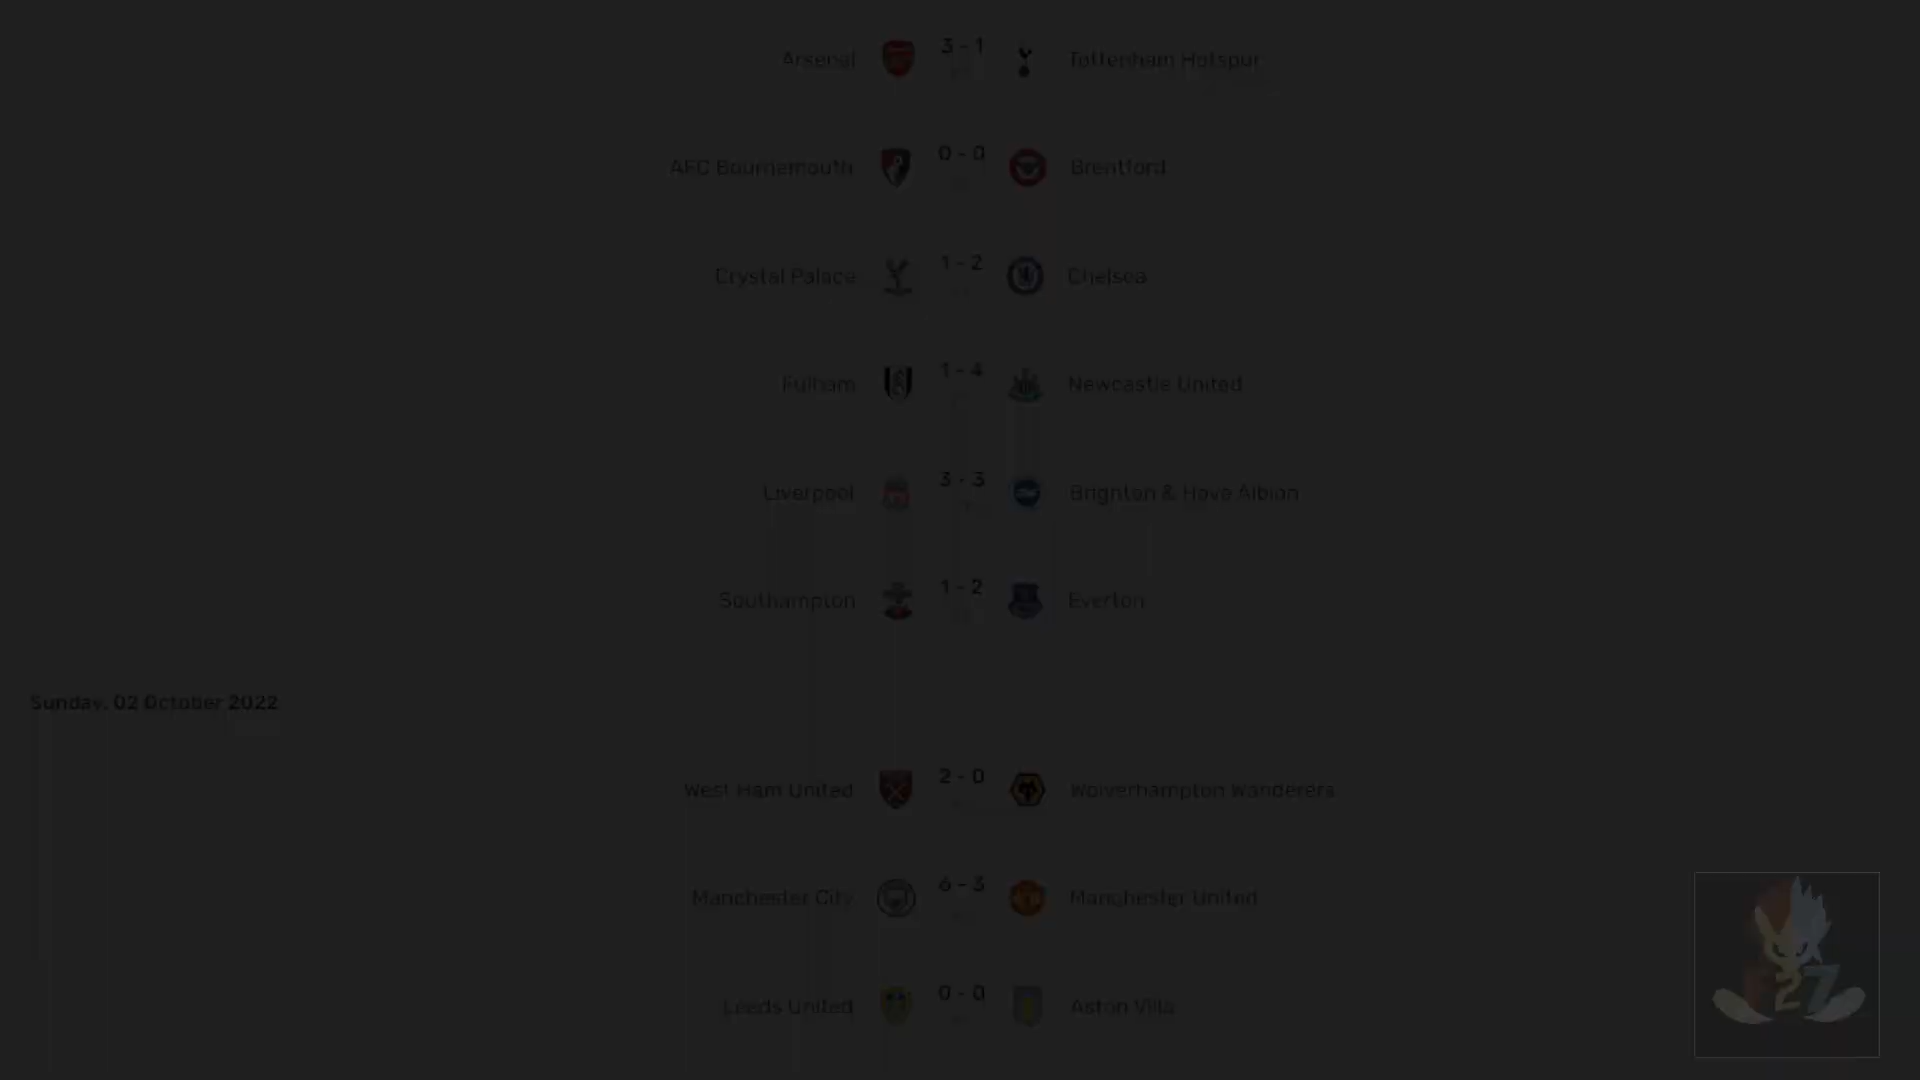 Arsenal 3 - 1 Tottenham Hotspur
AFC Bournemouth 0 - 0 Brentford
Crystal Palace 1 - 2 Chelsea
Fulham 1 - 4 Newcastle United
Liverpool 3 - 3 Brighton & Hove Albion
Southampton 1 - 2 Everton
Sunday, 02 October 2022
West Ham United 2 - 0 Wolverhampton Wanderers
Manchester City 6 - 3 Manchester United
Leeds United 0 - 0 Aston Villa
F27